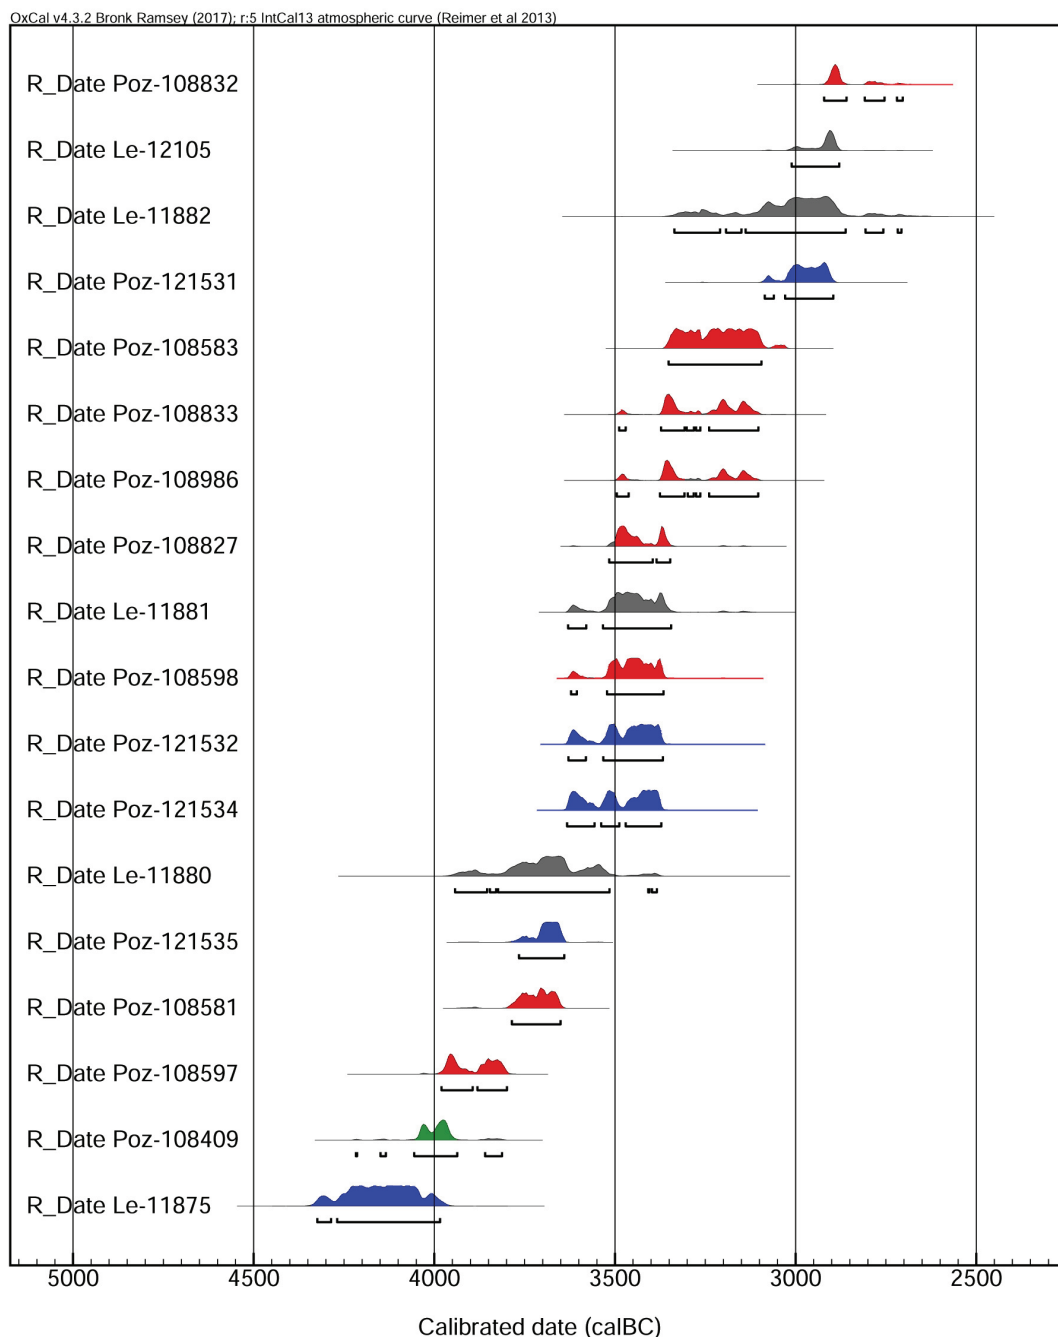 OxCal v4.3.2 Bronk Ramsey (2017); r:5 IntCal13 atmospheric curve (Reimer et al 2013)
R_Date Poz-108832
R_Date Le-12105
R_Date Le-11882
R_Date Poz-121531
R_Date Poz-108583
R_Date Poz-108833
R_Date Poz-108986
R_Date Poz-108827
R_Date Le-11881
R_Date Poz-108598
R_Date Poz-121532
R_Date Poz-121534
R_Date Le-11880
R_Date Poz-121535
R_Date Poz-108581
R_Date Poz-108597
R_Date Poz-108409
R_Date Le-11875
5000 4500 4000 3500 3000 2500
Calibrated date (calBC)